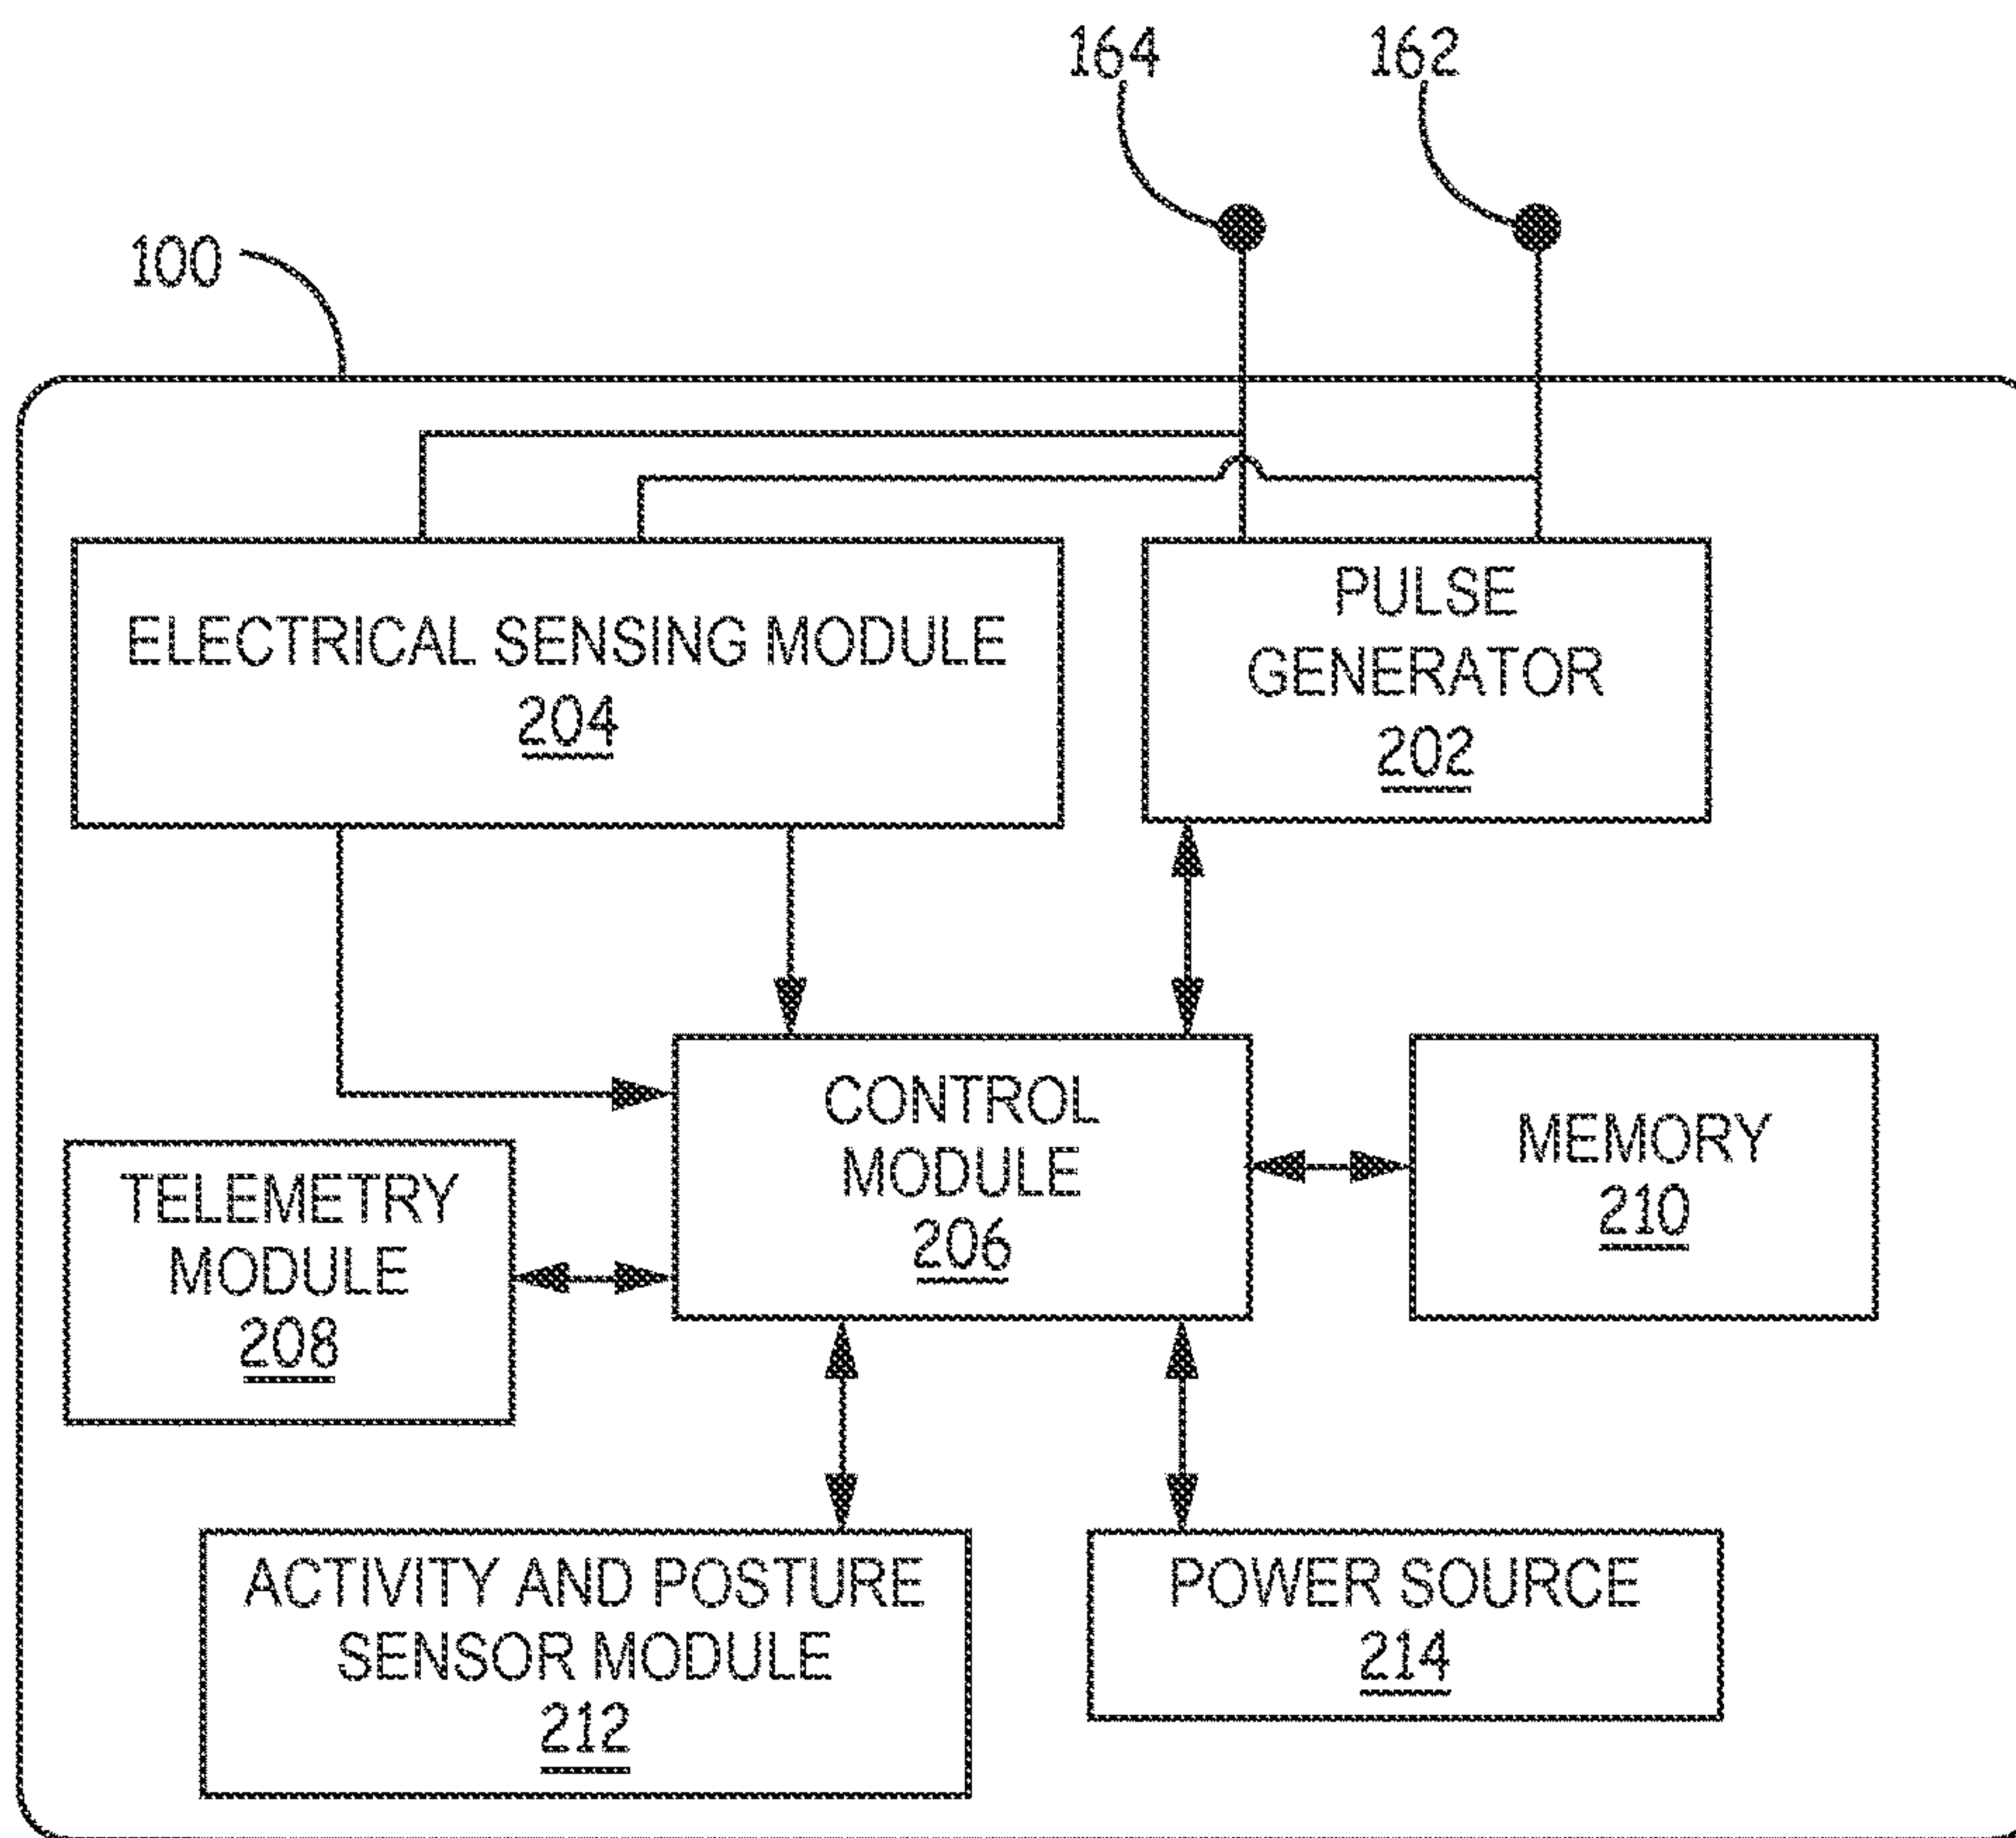 164
162
100
ELECTRICAL SENSING MODULE
204
PULSE
GENERATOR
202
CONTROL
MODULE
206
MEMORY
210
TELEMETRY
MODULE
208
ACTIVITY AND POSTURE
SENSOR MODULE
212
POWER SOURCE
214